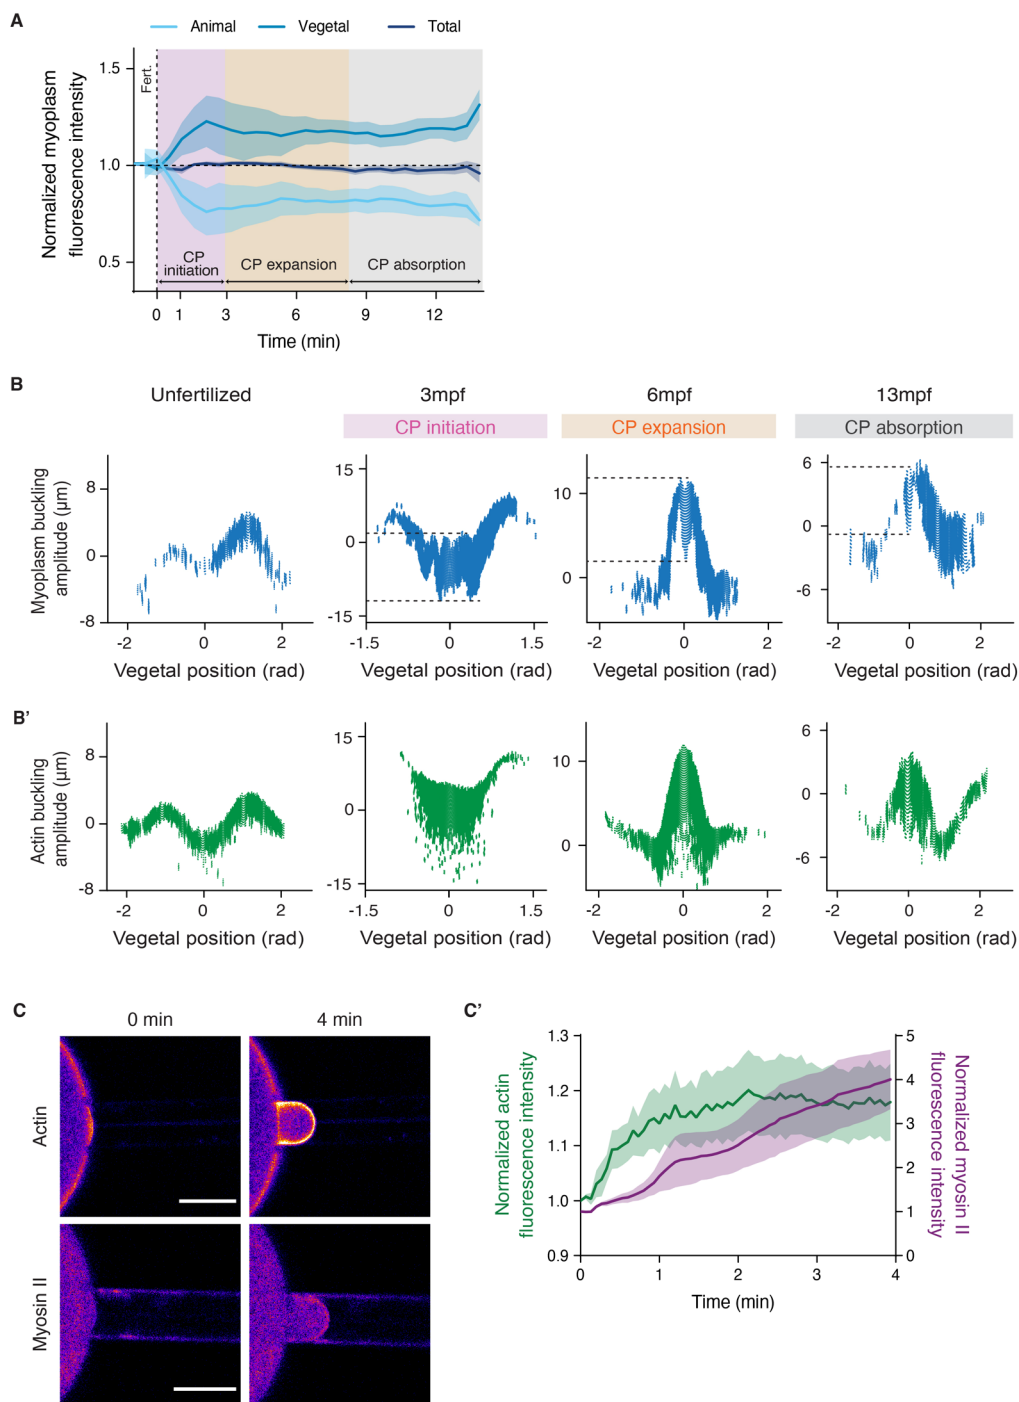 A
Animal
Vegetal
Total
Normalized myoplasm
fluorescence intensity
1.5
1.0
0.5
Fert.
CP
initiation
CP expansion
CP absorption
0 1 3 6 9 12
Time (min)
B
Unfertilized
3mpf
6mpf
13mpf
CP initiation
CP expansion
CP absorption
Myoplasm buckling
amplitude (µm)
8
0
-8
-2 0 2
Vegetal position (rad)
15
0
-15
-1.5 0 1.5
Vegetal position (rad)
10
0
-2 0 2
Vegetal position (rad)
6
0
-6
-2 0 2
Vegetal position (rad)
B’
Actin buckling
amplitude (µm)
8
0
-8
-2 0 2
Vegetal position (rad)
15
0
-15
-1.5 0 1.5
Vegetal position (rad)
10
0
-2 0 2
Vegetal position (rad)
6
0
-6
-2 0 2
Vegetal position (rad)
C
0 min
4 min
Actin
Myosin II
C’
Normalized actin
fluorescence intensity
1.3
1.2
1.1
1.0
0.9
5
4
3
2
1
0
Normalized myosin II
fluorescence intensity
0 1 2 3 4
Time (min)